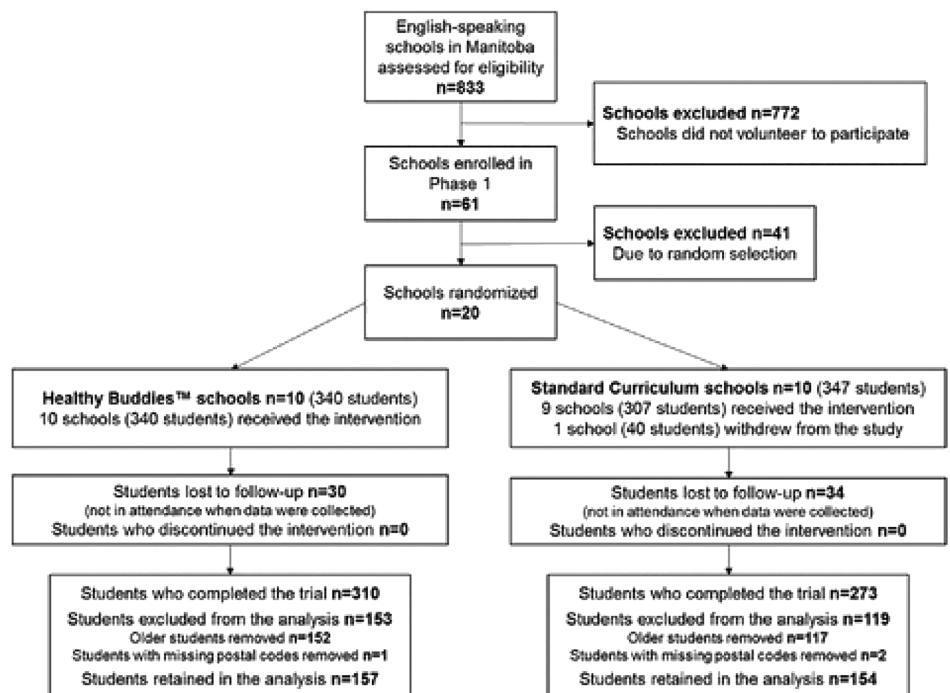 English-speaking
schools in Manitoba
assessed for eligibility
n=833
Schools excluded n=772
Schools did not volunteer to participate
Schools enrolled in
Phase 1
n=61
Schools excluded n=41
Due to random selection
Schools randomized
n=20
Healthy Buddies™ schools n=10 (340 students)
10 schools (340 students) received the intervention
Standard Curriculum schools n=10 (347 students)
9 schools (307 students) received the intervention
1 school (40 students) withdrew from the study
Students lost to follow-up n=30
(not in attendance when data were collected)
Students who discontinued the intervention n=0
Students lost to follow-up n=34
(not in attendance when data were collected)
Students who discontinued the intervention n=0
Students who completed the trial n=310
Students excluded from the analysis n=153
Older students removed n=152
Students with missing postal codes removed n=1
Students retained in the analysis n=157
Students who completed the trial n=273
Students excluded from the analysis n=119
Older students removed n=117
Students with missing postal codes removed n=2
Students retained in the analysis n=154